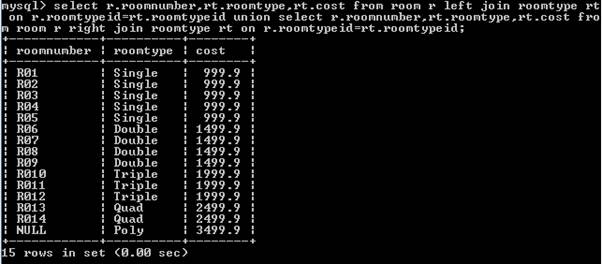 mysql> select r.roomnumber,rt.roomtype,rt.cost from room r left join roomtype rt
 on r.roomtypeid=rt.roomtypeid union select r.roomnumber,rt.roomtype,rt.cost fro
m room r right join roomtype rt on r.roomtypeid=rt.roomtypeid;
+------------+----------+--------+
| roomnumber | roomtype | cost   |
+------------+----------+--------+
| R01        | Single   |  999.9 |
| R02        | Single   |  999.9 |
| R03        | Single   |  999.9 |
| R04        | Single   |  999.9 |
| R05        | Single   |  999.9 |
| R06        | Double   | 1499.9 |
| R07        | Double   | 1499.9 |
| R08        | Double   | 1499.9 |
| R09        | Double   | 1499.9 |
| R010       | Triple   | 1999.9 |
| R011       | Triple   | 1999.9 |
| R012       | Triple   | 1999.9 |
| R013       | Quad     | 2499.9 |
| R014       | Quad     | 2499.9 |
| NULL       | Poly     | 3499.9 |
+------------+----------+--------+
15 rows in set (0.00 sec)